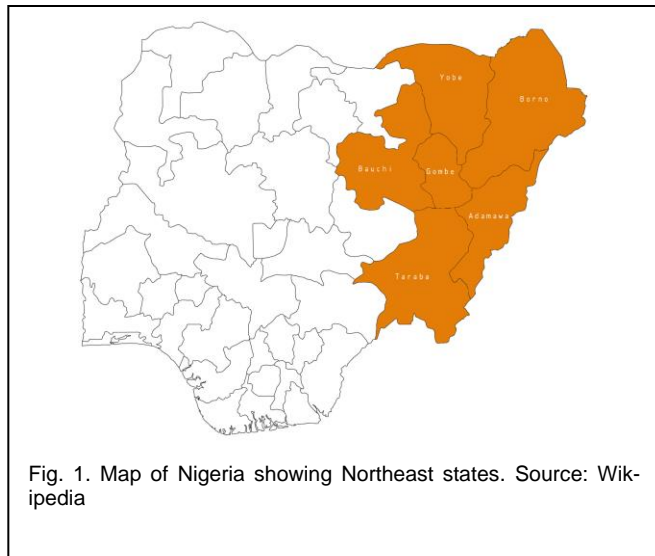 Yobe
Borno
Bauchi
Gombe
Adamawa
Taraba
Fig. 1. Map of Nigeria showing Northeast states. Source: Wik-
ipedia